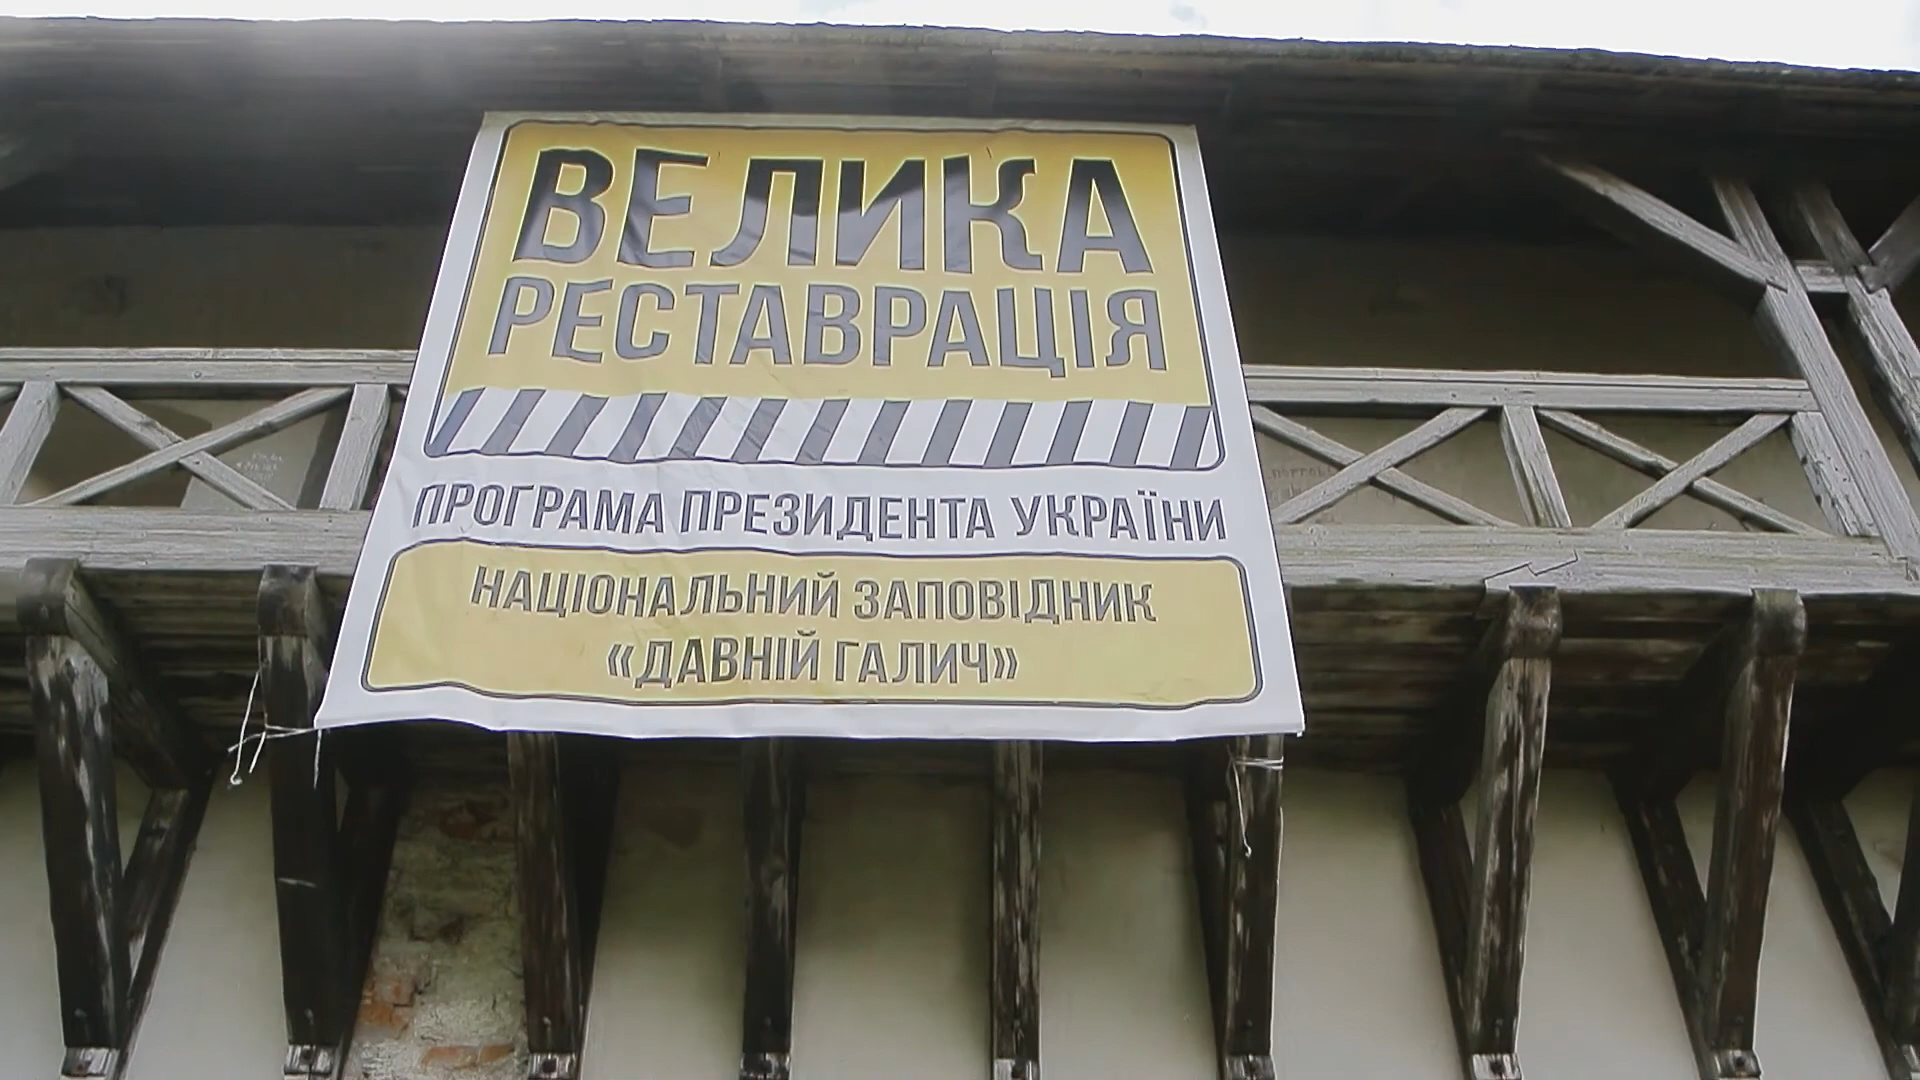 ВЕЛИКА
РЕСТАВРАЦІЯ
ПРОГРАМА ПРЕЗИДЕНТА УКРАЇНИ
НАЦІОНАЛЬНИЙ ЗАПОВІДНИК
«ДАВНІЙ ГАЛИЧ»